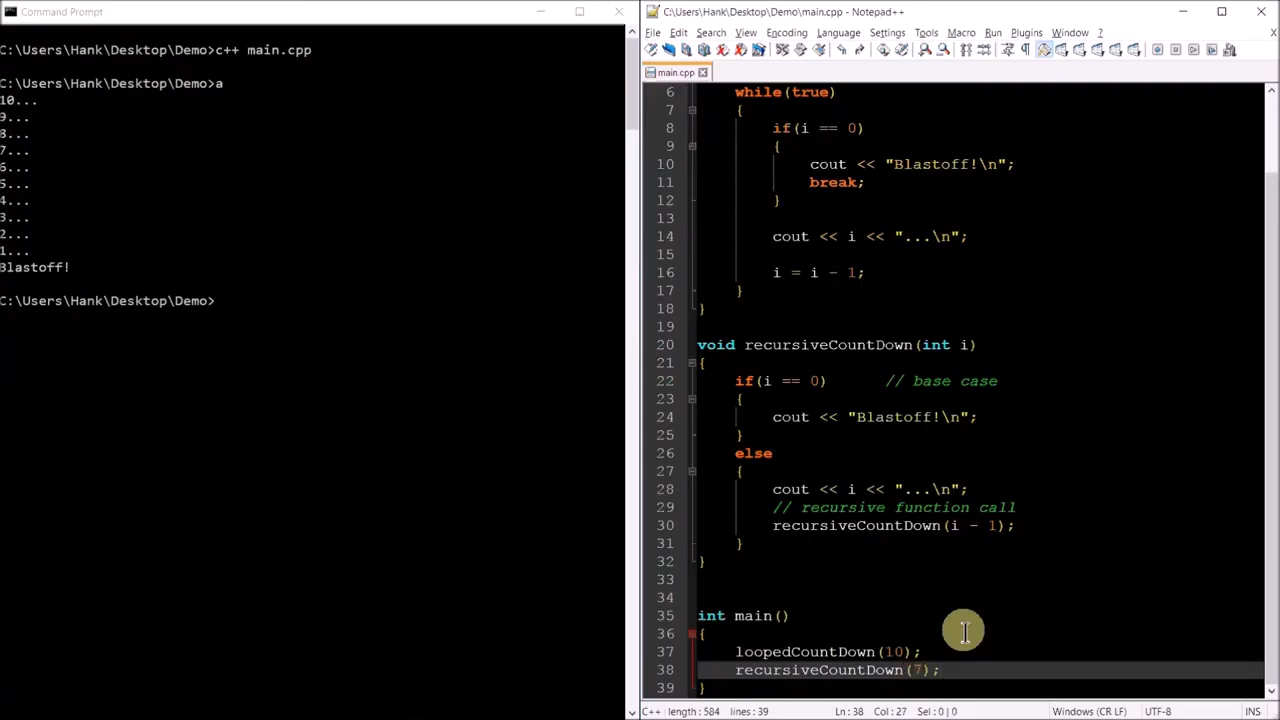 Command Prompt
C:\Users\Hank\Desktop\Demo>c++ main.cpp
C:\Users\Hank\Desktop\Demo>a
10...
9...
8...
7...
6...
5...
4...
3...
2...
1...
Blastoff!
C:\Users\Hank\Desktop\Demo>
C:\Users\Hank\Desktop\Demo\main.cpp - Notepad++
File Edit Search View Encoding Language Settings Tools Macro Run Plugins Window ? X
main.cpp
6 while(true)
7 {
8 if(i == 0)
9 {
10 cout << "Blastoff!\n";
11 break;
12 }
13
14 cout << i << "...\n";
15
16 i = i - 1;
17 }
18 }
19
20 void recursiveCountDown(int i)
21 {
22 if(i == 0) // base case
23 {
24 cout << "Blastoff!\n";
25 }
26 else
27 {
28 cout << i << "...\n";
29 // recursive function call
30 recursiveCountDown(i - 1);
31 }
32 }
33
34
35 int main()
36 {
37 loopedCountDown(10);
38 recursiveCountDown(7);
39 }
C++ length : 584 lines : 39 Ln : 38 Col : 27 Sel : 0 | 0 Windows (CR LF) UTF-8 INS